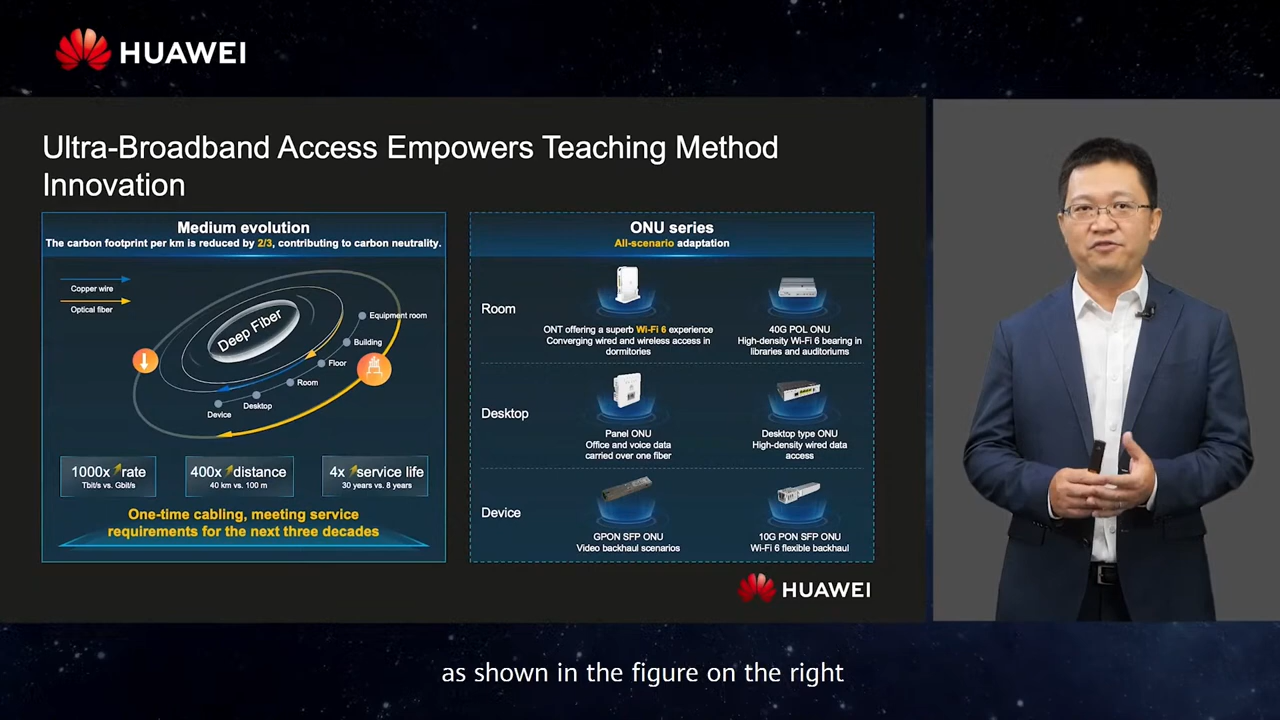 HUAWEI
Ultra-Broadband Access Empowers Teaching Method
Innovation
Medium evolution
The carbon footprint per km is reduced by 2/3, contributing to carbon neutrality.
Copper wire
Optical fiber
Deep Fiber
Equipment room
Building
Floor
Room
Desktop
Device
1000x rate
Tbit/s vs. Gbit/s
400x distance
40 km vs. 100 m
4x service life
30 years vs. 8 years
One-time cabling, meeting service
requirements for the next three decades
ONU series
All-scenario adaptation
Room
ONT offering a superb Wi-Fi 6 experience
Converging wired and wireless access in
dormitories
40G POL ONU
High-density Wi-Fi 6 bearing in
libraries and auditoriums
Desktop
Panel ONU
Office and voice data
carried over one fiber
Desktop type ONU
High-density wired data
access
Device
GPON SFP ONU
Video backhaul scenarios
10G PON SFP ONU
Wi-Fi 6 flexible backhaul
HUAWEI
as shown in the figure on the right